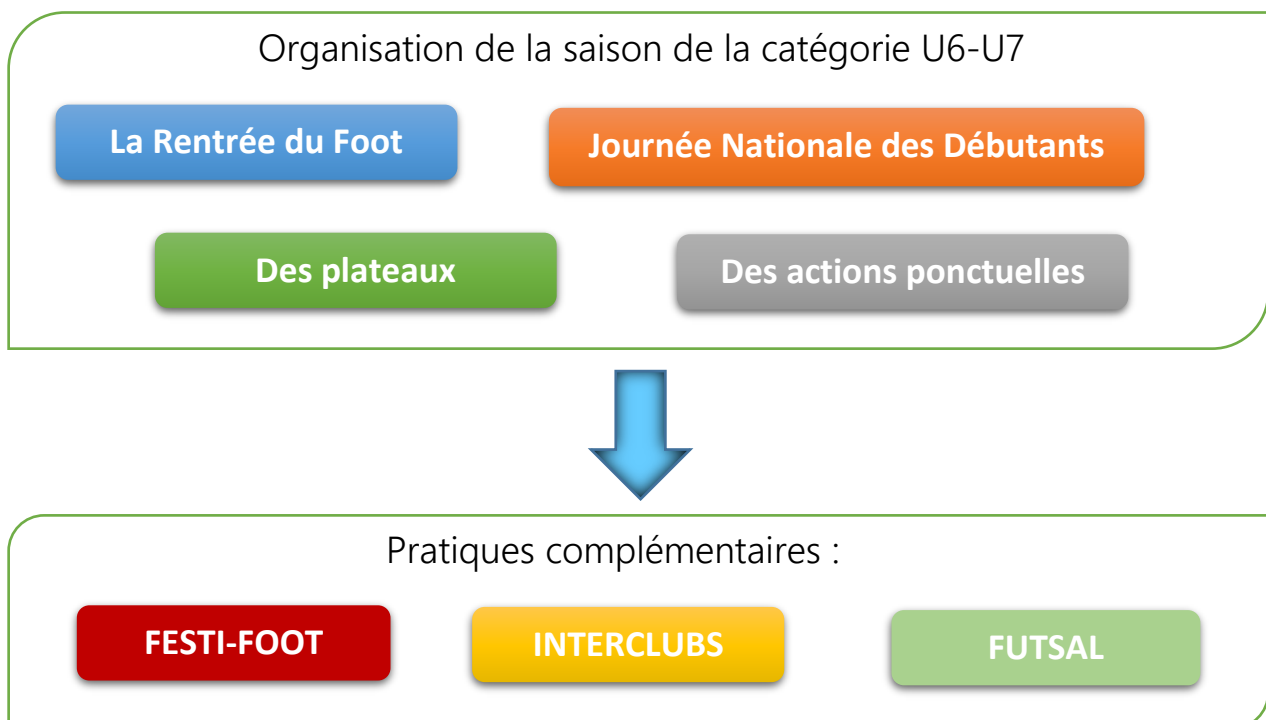 Organisation de la saison de la catégorie U6-U7
La Rentrée du Foot
Journée Nationale des Débutants
Des plateaux
Des actions ponctuelles
Pratiques complémentaires :
FESTI-FOOT
INTERCLUBS
FUTSAL